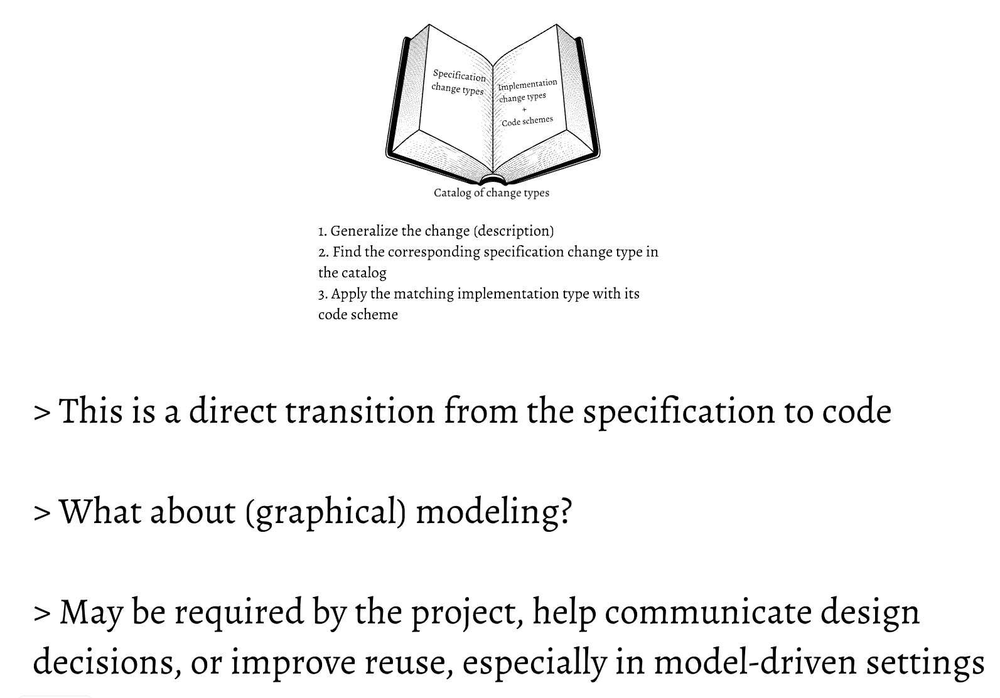 Specification
change types
Implementation
change types
+
Code schemes
Catalog of change types
1. Generalize the change (description)
2. Find the corresponding specification change type in
the catalog
3. Apply the matching implementation type with its
code scheme
> This is a direct transition from the specification to code
> What about (graphical) modeling?
> May be required by the project, help communicate design
decisions, or improve reuse, especially in model-driven settings